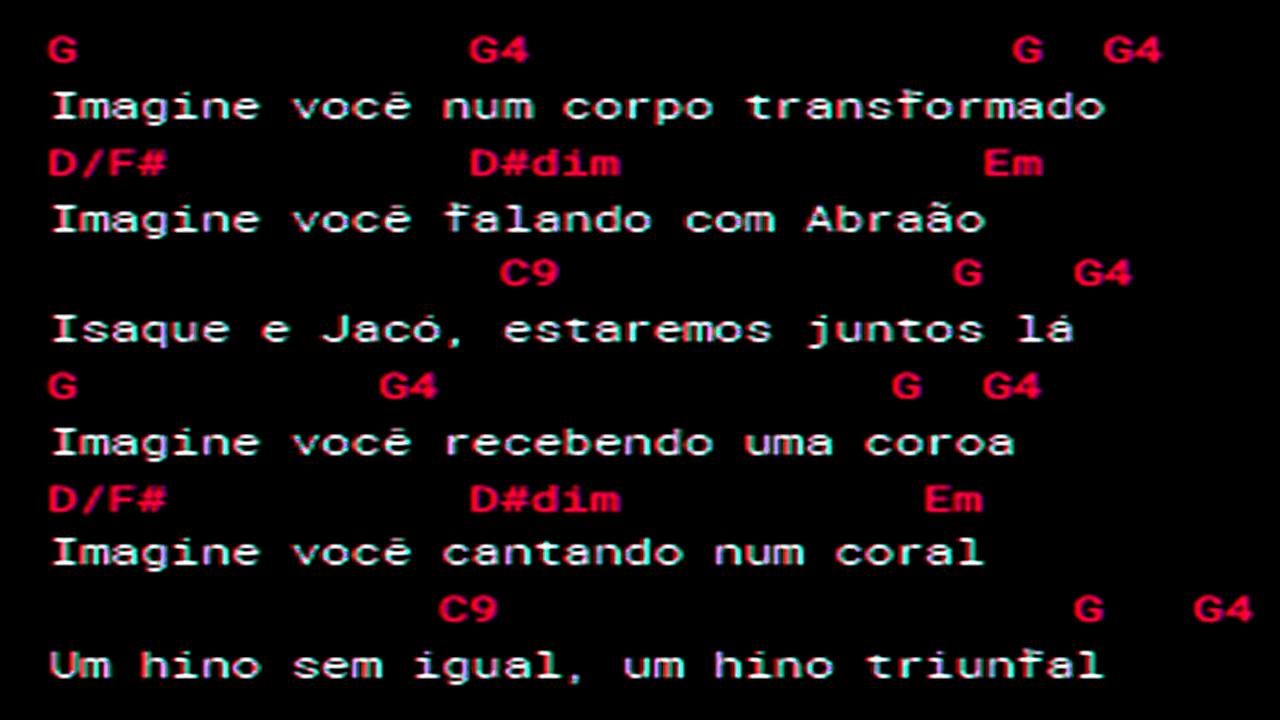 G                          G4                                  G    G4
Imagine você num corpo transformado
D/F#                    D#dim                        Em
Imagine você falando com Abraão
C9                          G      G4
Isaque e Jacó, estaremos juntos lá
G                     G4                              G    G4
Imagine você recebendo uma coroa
D/F#                    D#dim                    Em
Imagine você cantando num coral
C9                                      G      G4
Um hino sem igual, um hino triunfal